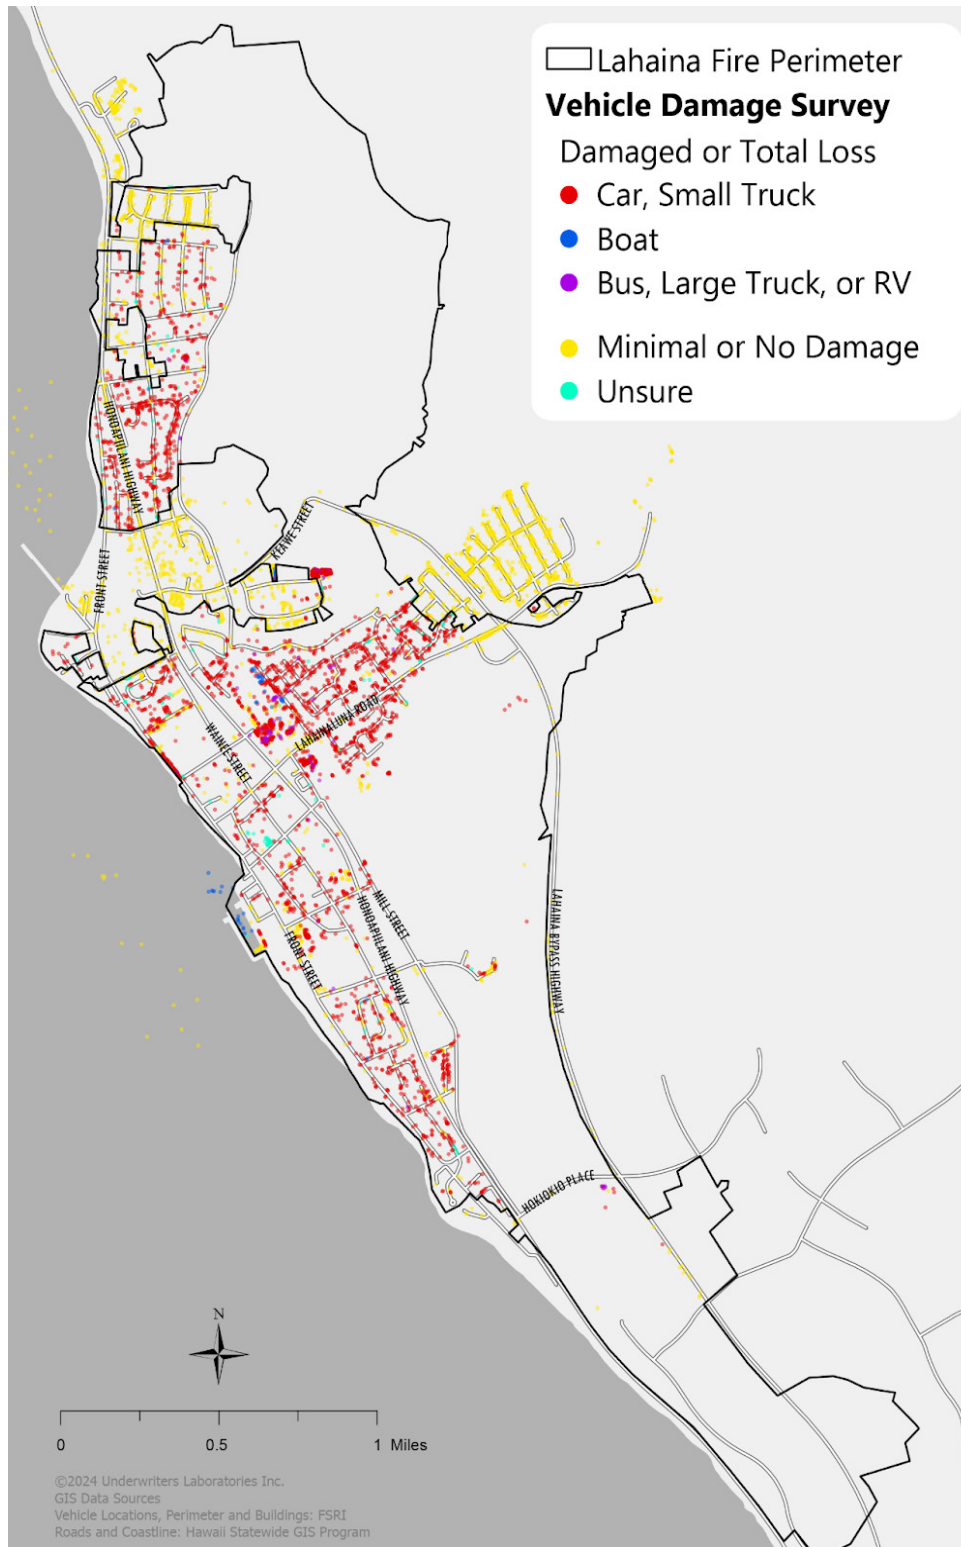 Lahaina Fire Perimeter
Vehicle Damage Survey
Damaged or Total Loss
Car, Small Truck
Boat
Bus, Large Truck, or RV
Minimal or No Damage
Unsure
HONOAPIILANI HIGHWAY
KEAWE STREET
FRONT STREET
LAHAINALUNA ROAD
WAINEE STREET
MILL STREET
HONOAPIILANI HIGHWAY
LAHAINA BYPASS HIGHWAY
FRONT STREET
HOKIOKIO PLACE
N
0 0.5 1 Miles
©2024 Underwriters Laboratories Inc.
GIS Data Sources
Vehicle Locations, Perimeter and Buildings: FSRI
Roads and Coastline: Hawaii Statewide GIS Program